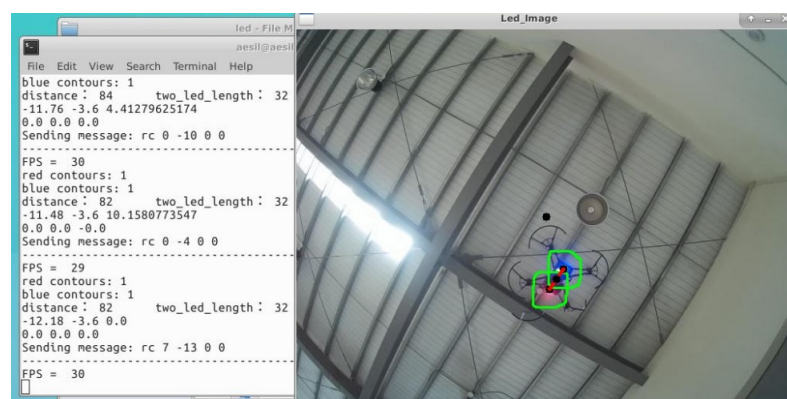 led - File M
Led_Image
aesil@aesil
File Edit View Search Terminal Help
blue contours: 1
distance： 84 two_led_length： 32
-11.76 -3.6 4.41279625174
0.0 0.0 0.0
Sending message: rc 0 -10 0 0
--------------------------------------
FPS = 30
red contours: 1
blue contours: 1
distance： 82 two_led_length： 32
-11.48 -3.6 10.1580773547
0.0 0.0 -0.0
Sending message: rc 0 -4 0 0
--------------------------------------
FPS = 29
red contours: 1
blue contours: 1
distance： 82 two_led_length： 32
-12.18 -3.6 0.0
0.0 0.0 0.0
Sending message: rc 7 -13 0 0
--------------------------------------
FPS = 30